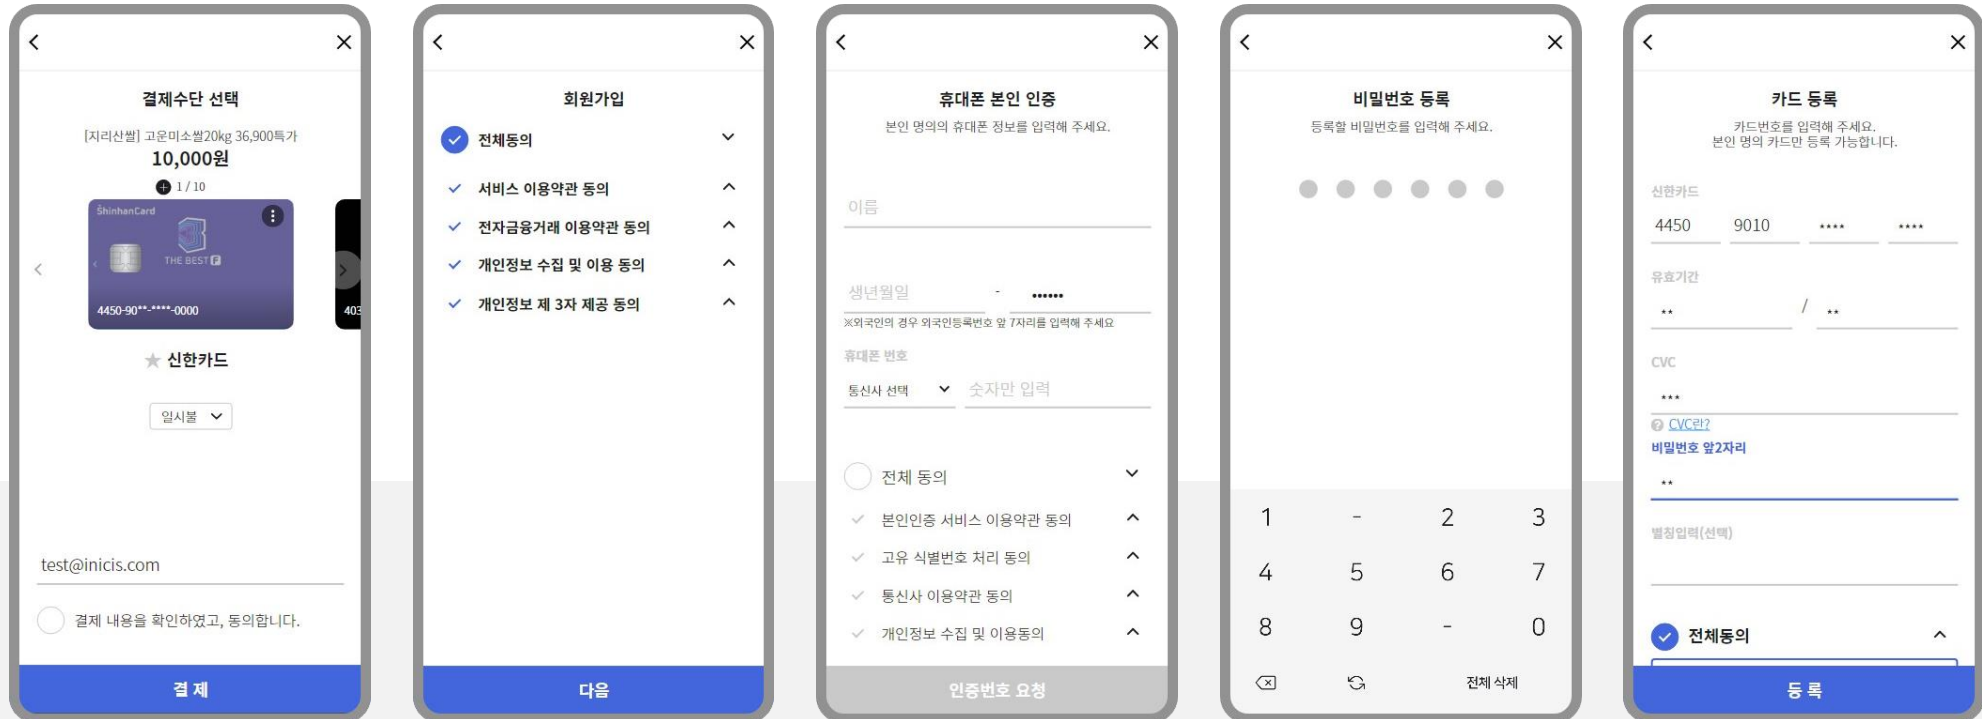 결제수단 선택
[지리산쌀] 고운미소쌀20kg 36,900특가
10,000원
1 / 10
ShinhanCard
THE BEST F
4450-90**-****-0000
403
신한카드
일시불
test@inicis.com
결제 내용을 확인하였고, 동의합니다.
결 제
회원가입
전체동의
서비스 이용약관 동의
전자금융거래 이용약관 동의
개인정보 수집 및 이용 동의
개인정보 제 3자 제공 동의
다음
휴대폰 본인 인증
본인 명의의 휴대폰 정보를 입력해 주세요.
이름
생년월일 - ••••••
※외국인의 경우 외국인등록번호 앞 7자리를 입력해 주세요
휴대폰 번호
통신사 선택 숫자만 입력
전체 동의
본인인증 서비스 이용약관 동의
고유 식별번호 처리 동의
통신사 이용약관 동의
개인정보 수집 및 이용동의
인증번호 요청
비밀번호 등록
등록할 비밀번호를 입력해 주세요.
1 - 2 3
4 5 6 7
8 9 - 0
전체 삭제
카드 등록
카드번호를 입력해 주세요.
본인 명의 카드만 등록 가능합니다.
신한카드
4450 9010 **** ****
유효기간
** / **
CVC
***
? CVC란?
비밀번호 앞2자리
**
별칭입력(선택)
전체동의
등 록